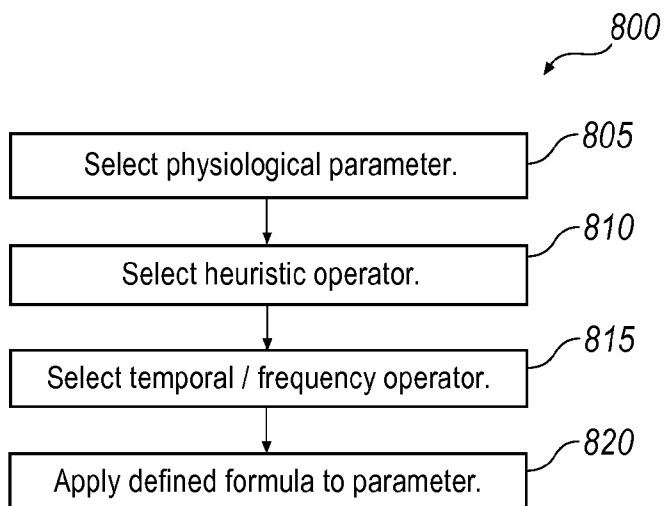 800
Select physiological parameter.
805
Select heuristic operator.
810
Select temporal / frequency operator.
815
Apply defined formula to parameter.
820